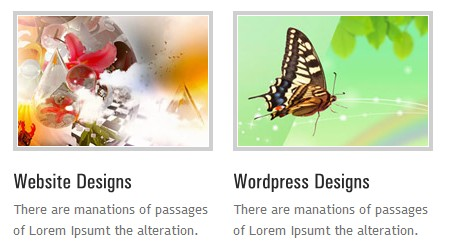 Website Designs
There are manations of passages
of Lorem Ipsumt the alteration.
Wordpress Designs
There are manations of passages
of Lorem Ipsumt the alteration.